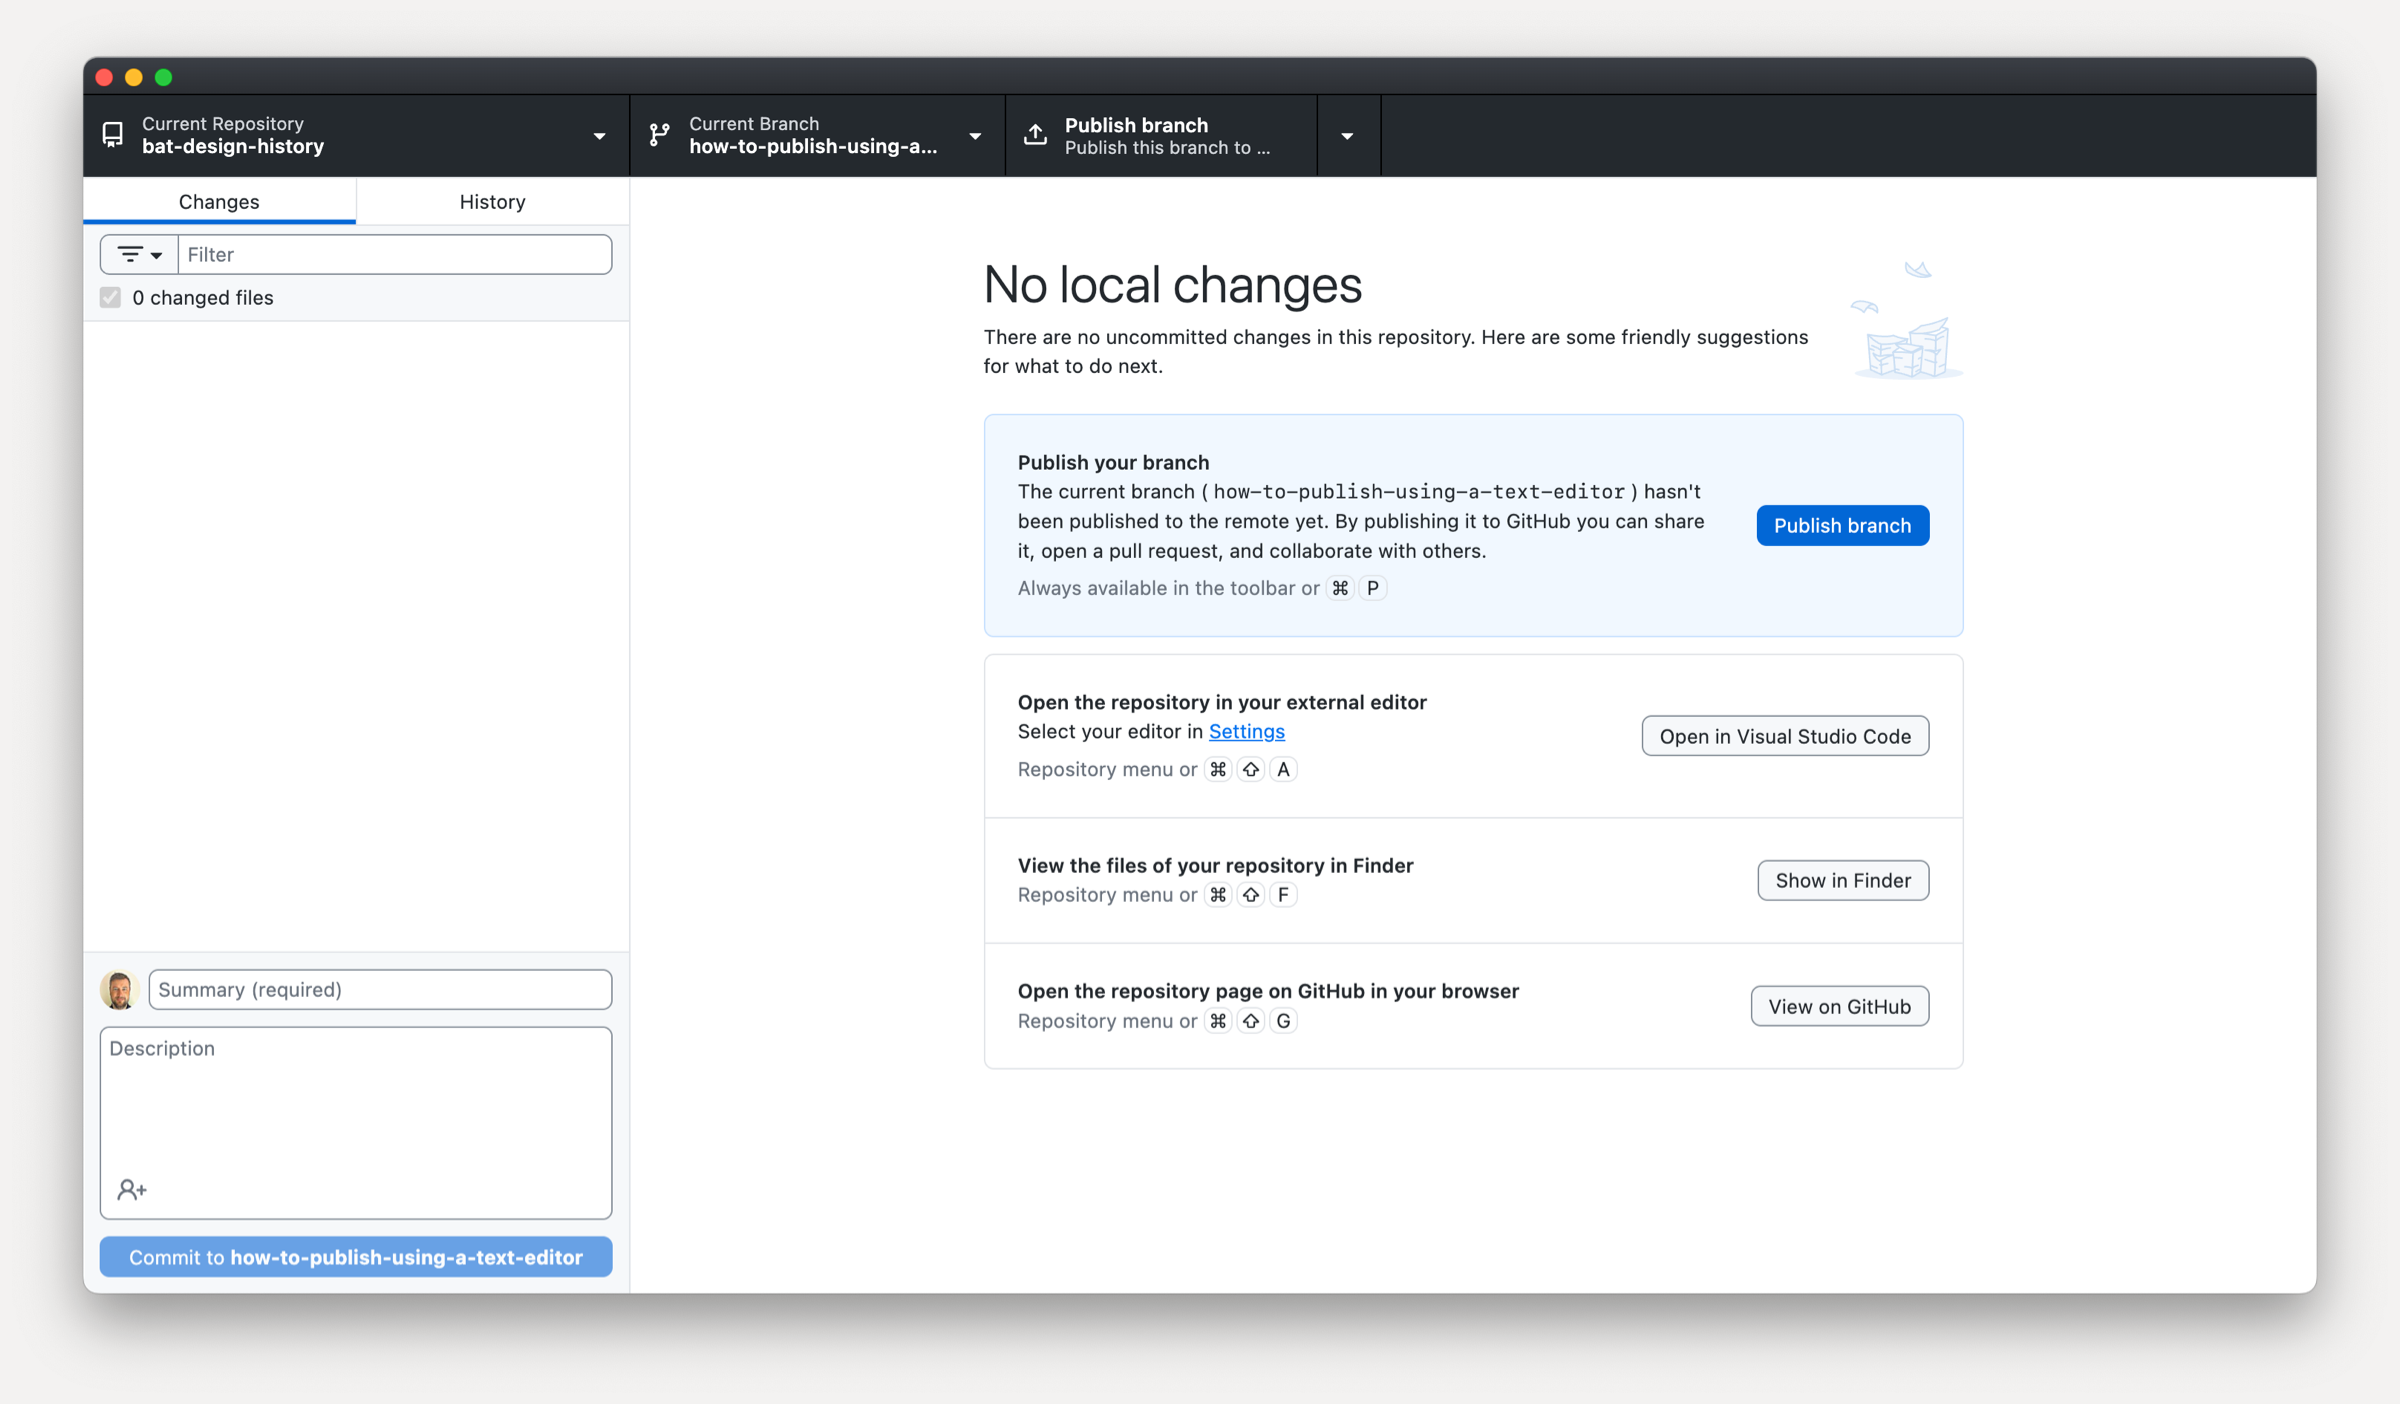 Current Repository
bat-design-history
Current Branch
how-to-publish-using-a...
Publish branch
Publish this branch to ...
Changes
History
Filter
0 changed files
No local changes
There are no uncommitted changes in this repository. Here are some friendly suggestions
for what to do next.
Publish your branch
The current branch ( how-to-publish-using-a-text-editor ) hasn't
been published to the remote yet. By publishing it to GitHub you can share
it, open a pull request, and collaborate with others.
Always available in the toolbar or ⌘ P
Publish branch
Open the repository in your external editor
Select your editor in Settings
Repository menu or ⌘ ⇧ A
Open in Visual Studio Code
View the files of your repository in Finder
Repository menu or ⌘ ⇧ F
Show in Finder
Open the repository page on GitHub in your browser
Repository menu or ⌘ ⇧ G
View on GitHub
Summary (required)
Description
Commit to how-to-publish-using-a-text-editor